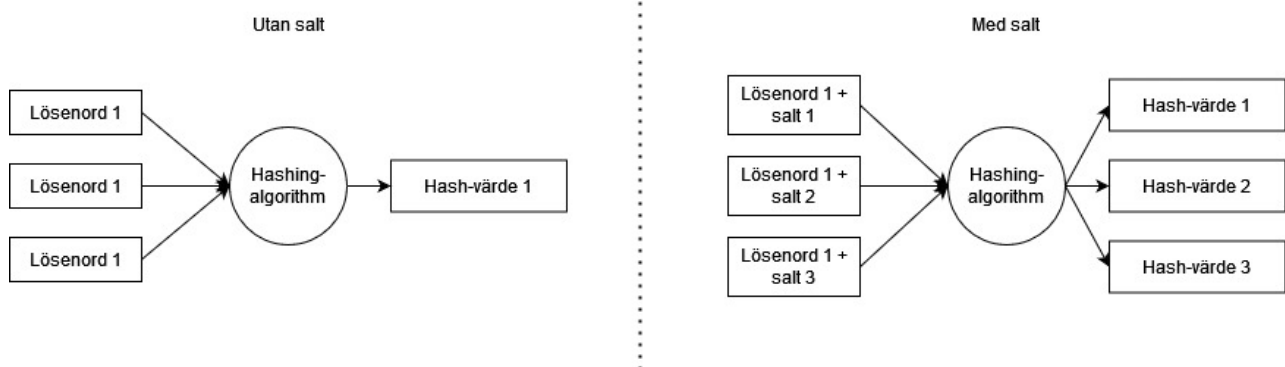 Utan salt
Lösenord 1
Lösenord 1
Lösenord 1
Hashing-
algorithm
Hash-värde 1
Med salt
Lösenord 1 +
salt 1
Lösenord 1 +
salt 2
Lösenord 1 +
salt 3
Hashing-
algorithm
Hash-värde 1
Hash-värde 2
Hash-värde 3